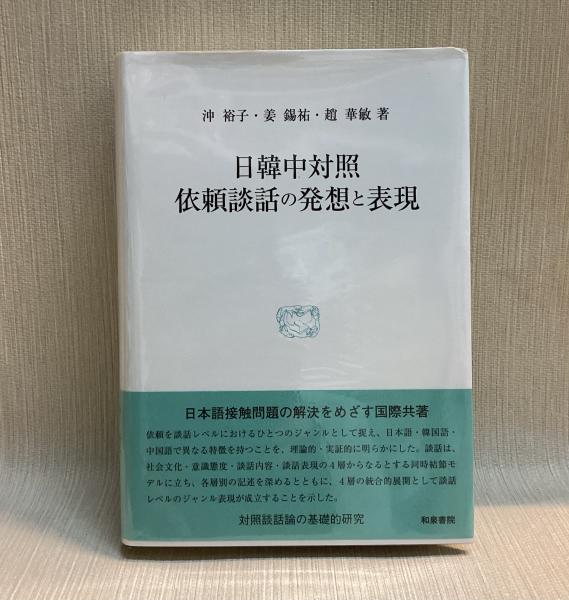 沖 裕子・姜 錫祐・趙 華敏 著
日韓中対照
依頼談話の発想と表現
日本語接触問題の解決をめざす国際共著
依頼を談話レベルにおけるひとつのジャンルとして捉え、日本語・韓国語・
中国語で異なる特徴を持つことを、理論的・実証的に明らかにした。談話は、
社会文化・意識態度・談話内容・談話表現の4層からなるとする同時結節モ
デルに立ち、各層別の記述を深めるとともに、4層の統合的展開として談話
レベルのジャンル表現が成立することを示した。
対照談話論の基礎的研究
和泉書院